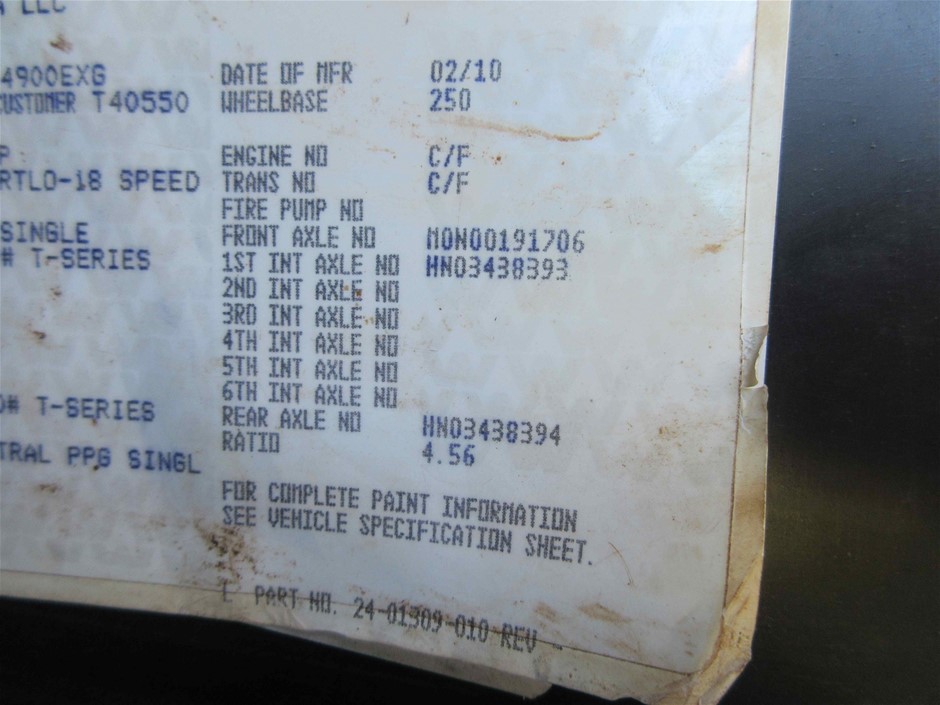 LLC
4900EXG DATE OF MFR 02/10
CUSTOMER T40550 WHEELBASE 250
P ENGINE NO C/F
RTLO-18 SPEED TRANS NO C/F
FIRE PUMP NO
SINGLE FRONT AXLE NO MON00191706
# T-SERIES 1ST INT AXLE NO HN03438393
2ND INT AXLE NO
3RD INT AXLE NO
4TH INT AXLE NO
5TH INT AXLE NO
6TH INT AXLE NO
# T-SERIES REAR AXLE NO HN03438394
TRAL PPG SINGL RATIO 4.56
FOR COMPLETE PAINT INFORMATION
SEE VEHICLE SPECIFICATION SHEET.
PART NO. 24-01309-010 REV -